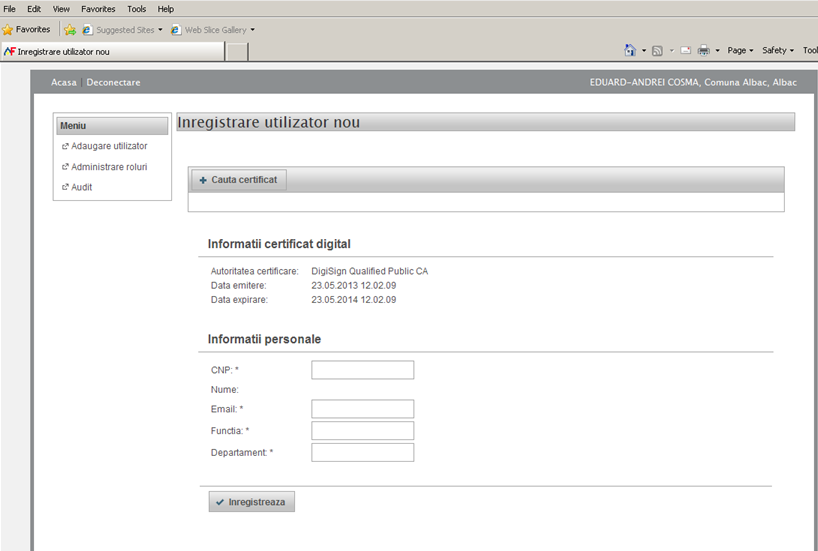 File Edit View Favorites Tools Help
Favorites Suggested Sites Web Slice Gallery
Inregistrare utilizator nou Page Safety Tool
Acasa | Deconectare EDUARD-ANDREI COSMA, Comuna Albac, Albac
Meniu
Adaugare utilizator
Administrare roluri
Audit
Inregistrare utilizator nou
Cauta certificat
Informatii certificat digital
Autoritatea certificare: DigiSign Qualified Public CA
Data emitere: 23.05.2013 12.02.09
Data expirare: 23.05.2014 12.02.09
Informatii personale
CNP: *
Nume:
Email: *
Functia: *
Departament: *
Inregistreaza